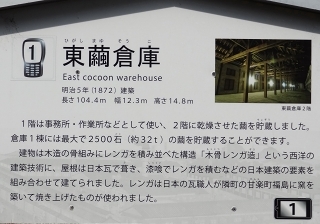 1
ひがしまゆそうこ
東繭倉庫
East cocoon warehouse
明治5年(1872)建築
長さ104.4m 幅12.3m 高さ14.8m
東繭倉庫2階
1階は事務所・作業所などとして使い、2階に乾燥させた繭を貯蔵しました。
倉庫1棟には最大で2500石(約32t)の繭を貯蔵することができます。
建物は木造の骨組みにレンガを積み並べた構造「木骨レンガ造」という西洋の
建築技術に、屋根は日本瓦で葺き、漆喰でレンガを積むなどの日本建築の要素を
組み合わせて建てられました。レンガは日本の瓦職人が隣町の甘楽町福島に窯を
築いて焼き上げたものが使われました。
1